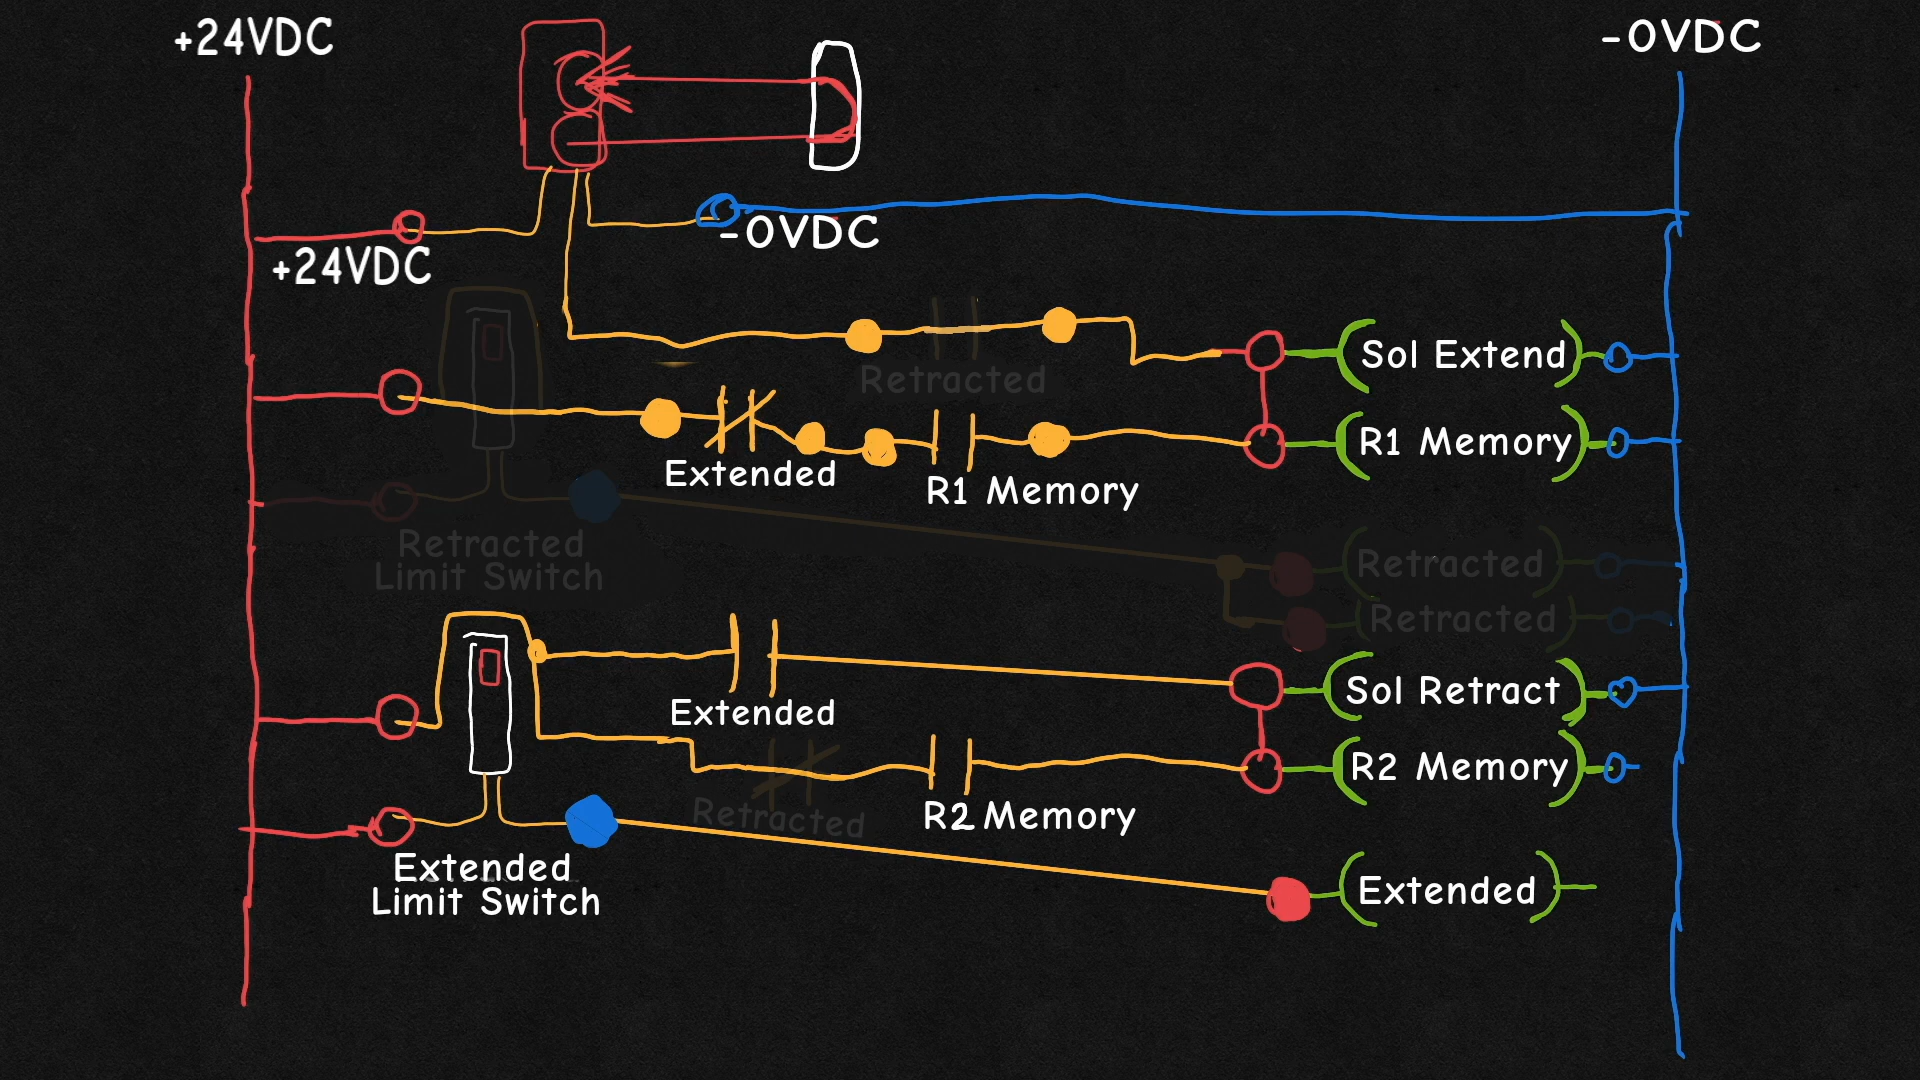 +24VDC
-0VDC
-0VDC
+24VDC
Sol Extend
Retracted
R1 Memory
Extended
R1 Memory
Retracted
Limit Switch
Retracted
Retracted
Sol Retract
Extended
R2 Memory
Retracted
R2 Memory
Extended
Limit Switch
Extended